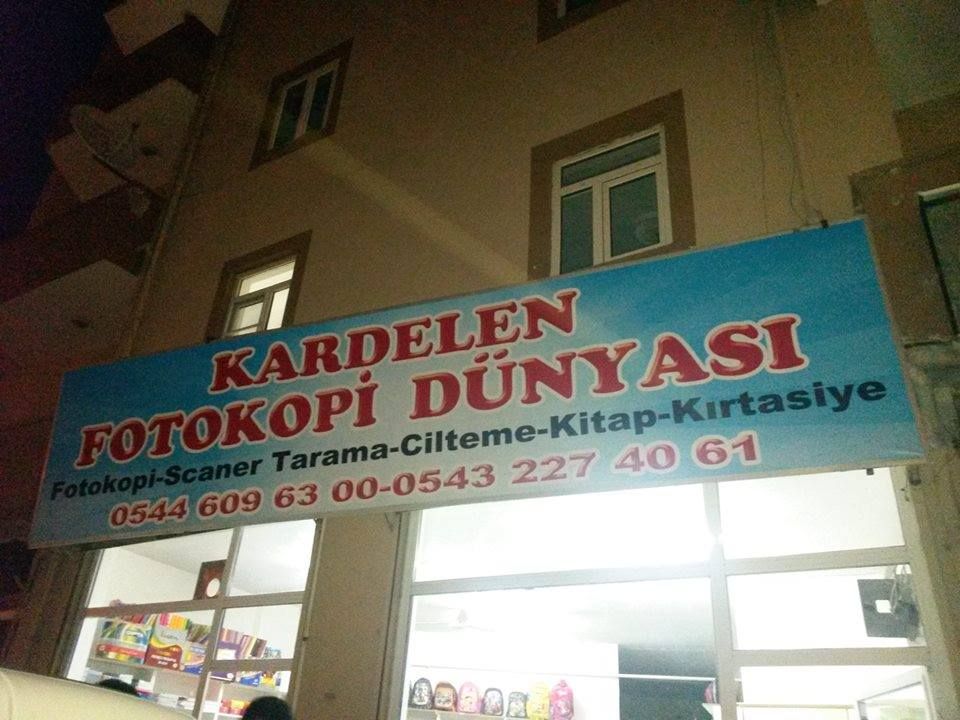 KARDELEN
FOTOKOPİ DÜNYASI
Fotokopi-Scaner Tarama-Cilteme-Kitap-Kırtasiye
0544 609 63 00-0543 227 40 61